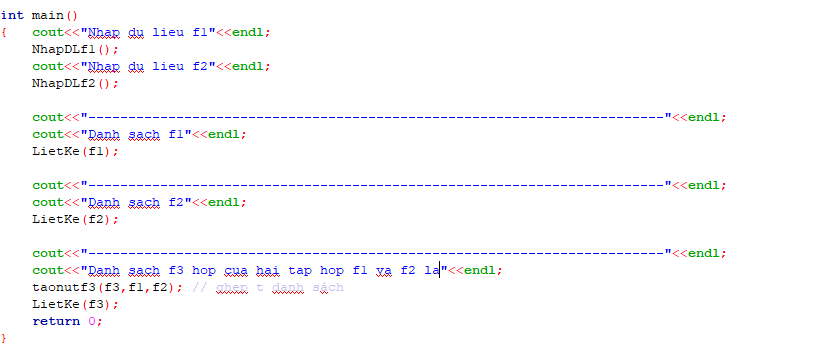 int main()
{ cout<<"Nhap du lieu f1"<<endl;
NhapDLf1();
cout<<"Nhap du lieu f2"<<endl;
NhapDLf2();
cout<<"------------------------------------------------------------------------"<<endl;
cout<<"Danh sach f1"<<endl;
LietKe(f1);
cout<<"------------------------------------------------------------------------"<<endl;
cout<<"Danh sach f2"<<endl;
LietKe(f2);
cout<<"------------------------------------------------------------------------"<<endl;
cout<<"Danh sach f3 hop cua hai tap hop f1 va f2 la"<<endl;
taonutf3(f3,f1,f2); // ghep t danh sách
LietKe(f3);
return 0;
}